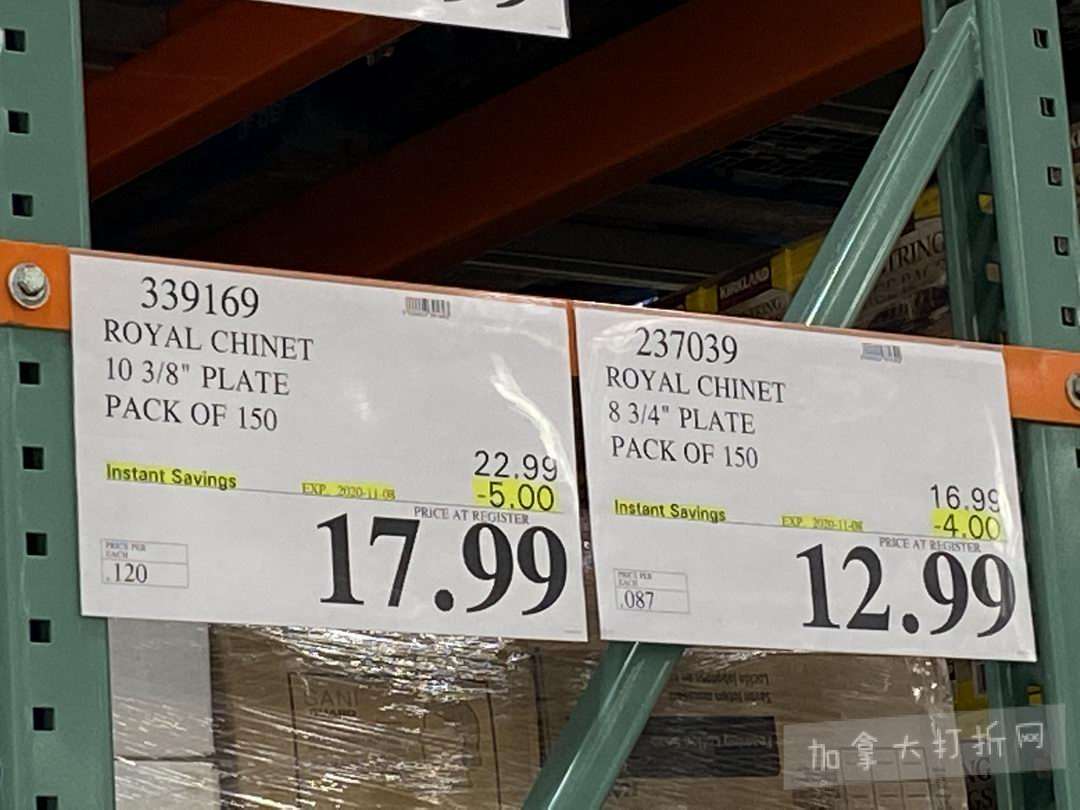 339169
ROYAL CHINET
10 3/8" PLATE
PACK OF 150
22.99
Instant Savings
EXP. 2020-11-08
-5.00
PRICE AT REGISTER
17.99
PRICE PER
EACH
.120
237039
ROYAL CHINET
8 3/4" PLATE
PACK OF 150
16.99
Instant Savings
EXP. 2020-11-08
-4.00
PRICE AT REGISTER
12.99
PRICE PER
EACH
.087
KIRKLAND
SANI
加拿大打折网